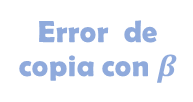 Error de
copia con β